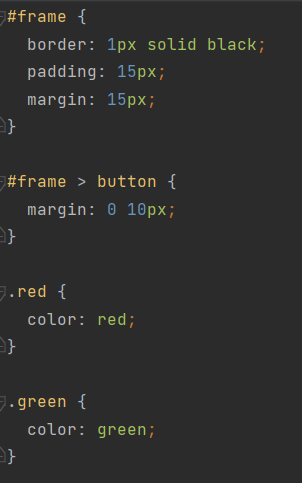 #frame {
  border: 1px solid black;
  padding: 15px;
  margin: 15px;
}

#frame > button {
  margin: 0 10px;
}

.red {
  color: red;
}

.green {
  color: green;
}